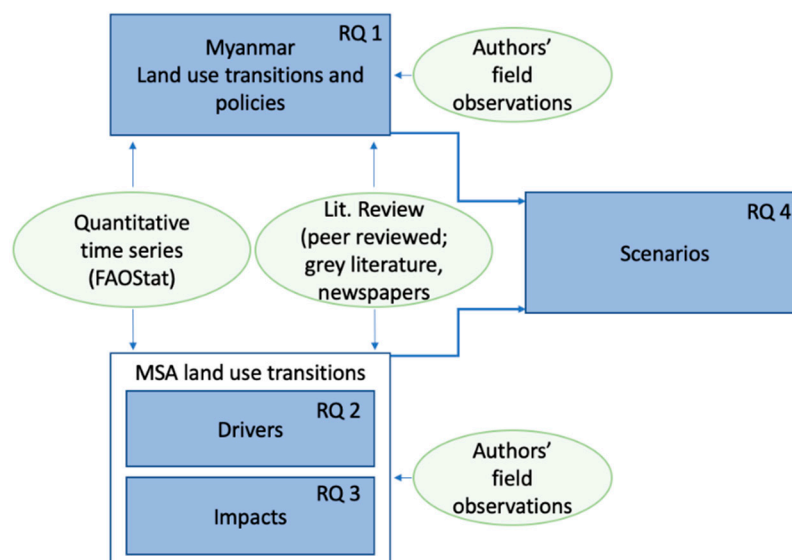 RQ 1
Myanmar
Land use transitions and
policies
Authors’
field
observations
Quantitative
time series
(FAOStat)
Lit. Review
(peer reviewed;
grey literature,
newspapers
RQ 4
Scenarios
MSA land use transitions
RQ 2
Drivers
RQ 3
Impacts
Authors’
field
observations